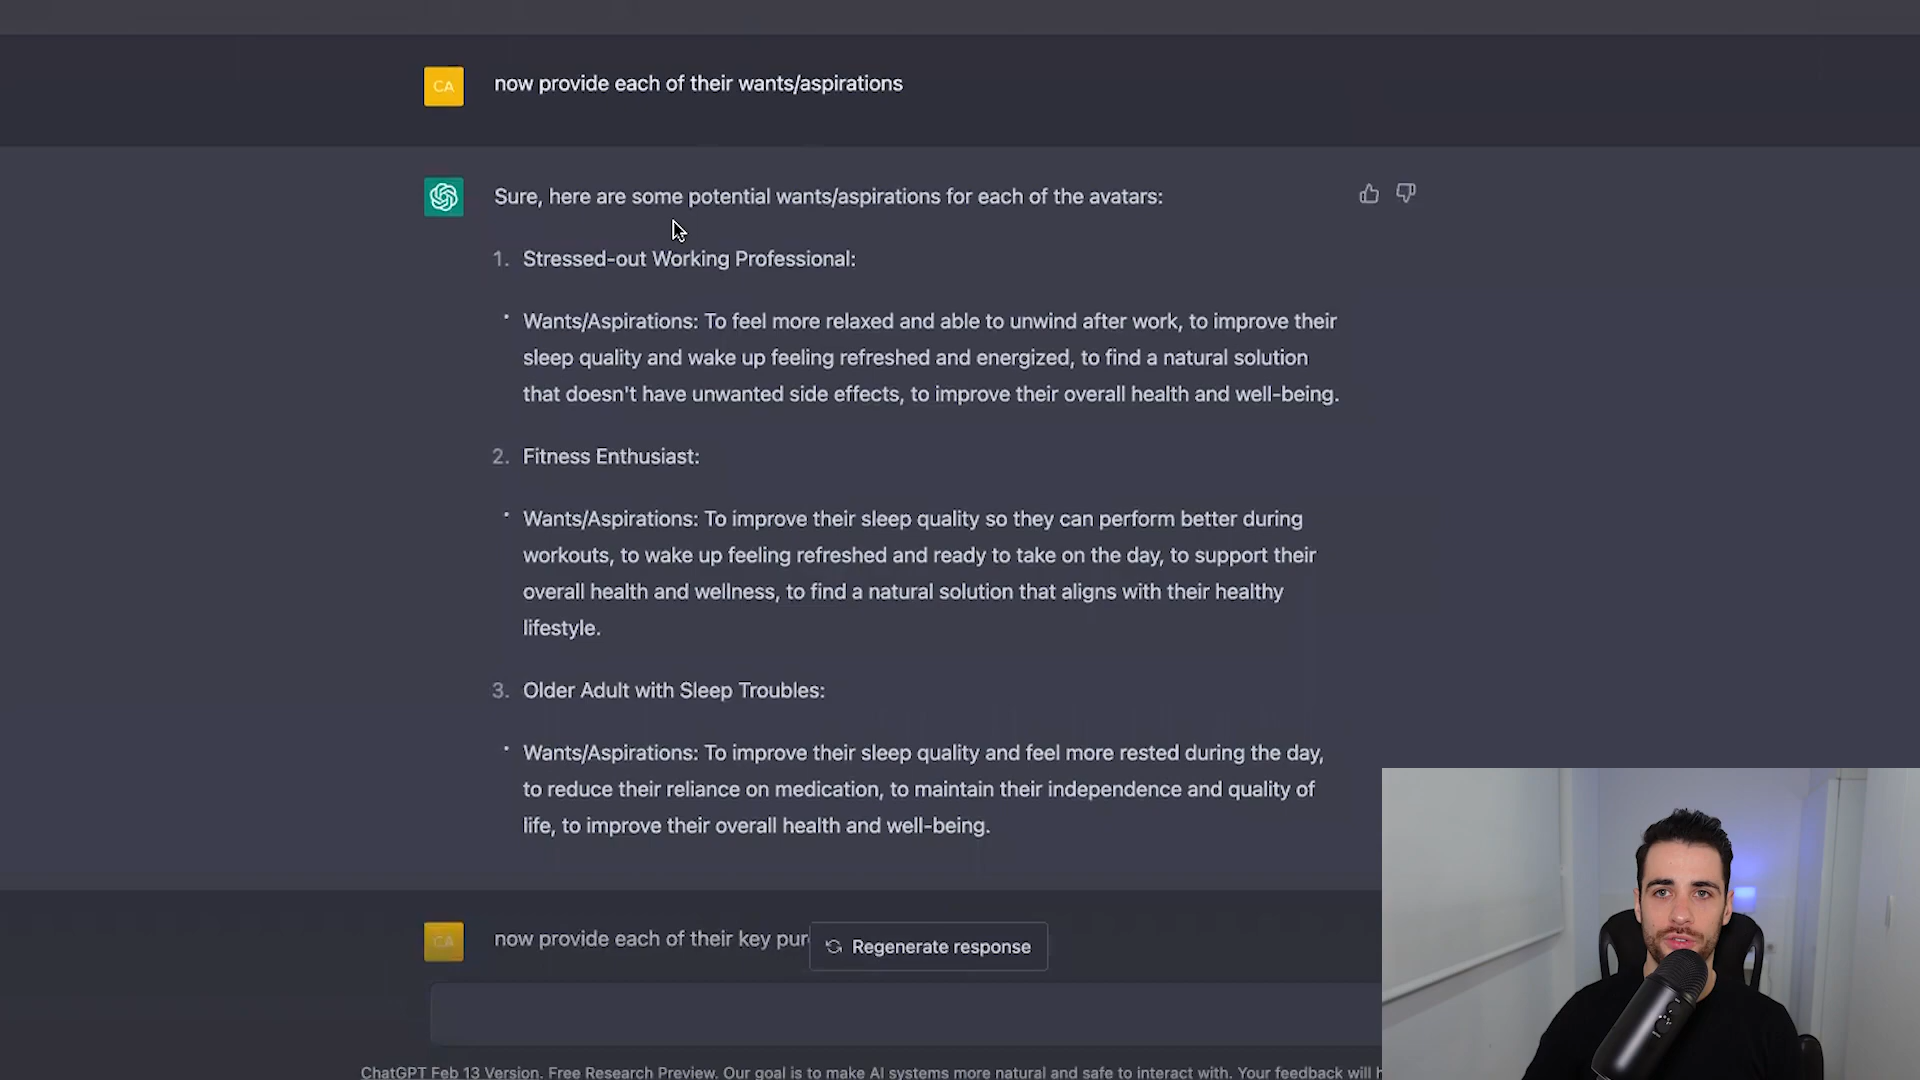 CA
now provide each of their wants/aspirations
Sure, here are some potential wants/aspirations for each of the avatars:
1. Stressed-out Working Professional:
• Wants/Aspirations: To feel more relaxed and able to unwind after work, to improve their
sleep quality and wake up feeling refreshed and energized, to find a natural solution
that doesn't have unwanted side effects, to improve their overall health and well-being.
2. Fitness Enthusiast:
• Wants/Aspirations: To improve their sleep quality so they can perform better during
workouts, to wake up feeling refreshed and ready to take on the day, to support their
overall health and wellness, to find a natural solution that aligns with their healthy
lifestyle.
3. Older Adult with Sleep Troubles:
• Wants/Aspirations: To improve their sleep quality and feel more rested during the day,
to reduce their reliance on medication, to maintain their independence and quality of
life, to improve their overall health and well-being.
CA
now provide each of their key
Regenerate response
ChatGPT Feb 13 Version. Free Research Preview. Our goal is to make AI systems more natural and safe to interact with. Your feedback will